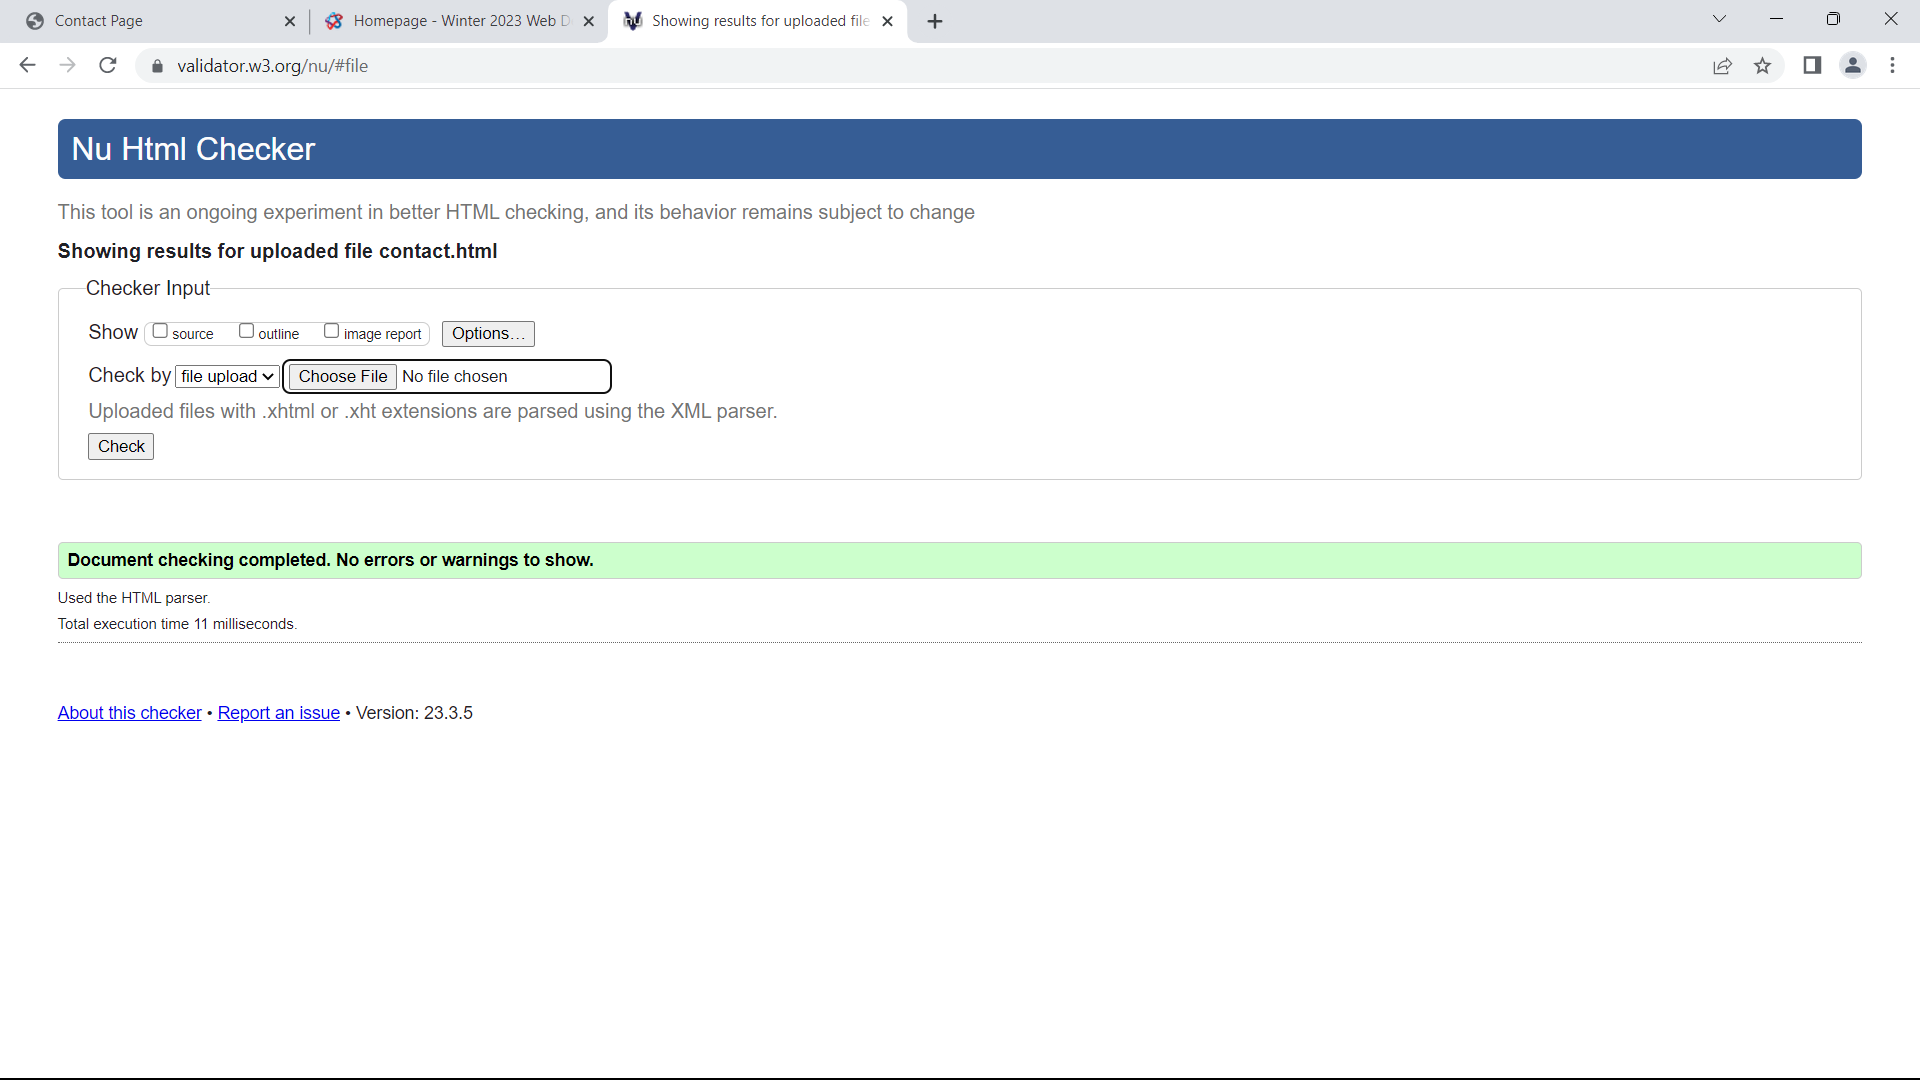 Contact Page
Homepage - Winter 2023 Web D
Showing results for uploaded file
validator.w3.org/nu/#file
Nu Html Checker
This tool is an ongoing experiment in better HTML checking, and its behavior remains subject to change
Showing results for uploaded file contact.html
Checker Input
Show source outline image report Options...
Check by file upload Choose File No file chosen
Uploaded files with .xhtml or .xht extensions are parsed using the XML parser.
Check
Document checking completed. No errors or warnings to show.
Used the HTML parser.
Total execution time 11 milliseconds.
About this checker • Report an issue • Version: 23.3.5